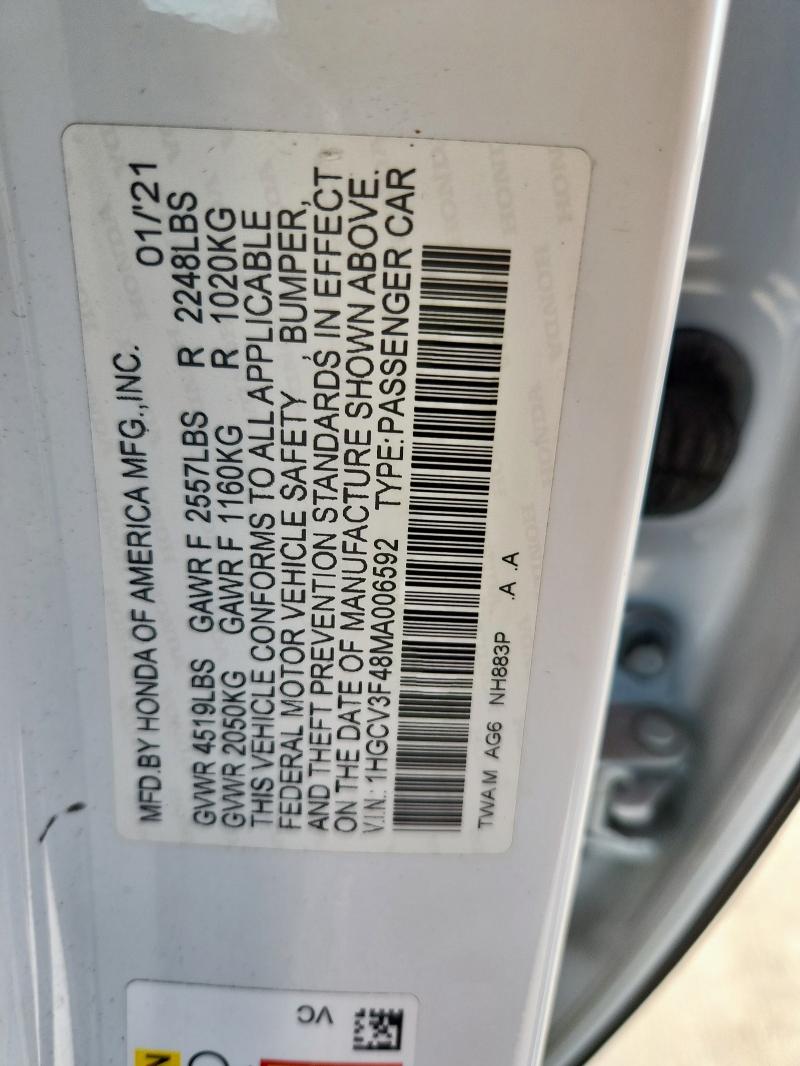 MFD.BY HONDA OF AMERICA MFG.,INC. 01/'21
GVWR 4519LBS GAWR F 2557LBS R 2248LBS
GVWR 2050KG GAWR F 1160KG R 1020KG
THIS VEHICLE CONFORMS TO ALL APPLICABLE
FEDERAL MOTOR VEHICLE SAFETY, BUMPER,
AND THEFT PREVENTION STANDARDS IN EFFECT
ON THE DATE OF MANUFACTURE SHOWN ABOVE.
V.I.N.: 1HGCV3F48MA006592 TYPE: PASSENGER CAR
TWAM AG6 NH883P .A .A
HONDA
VC
N